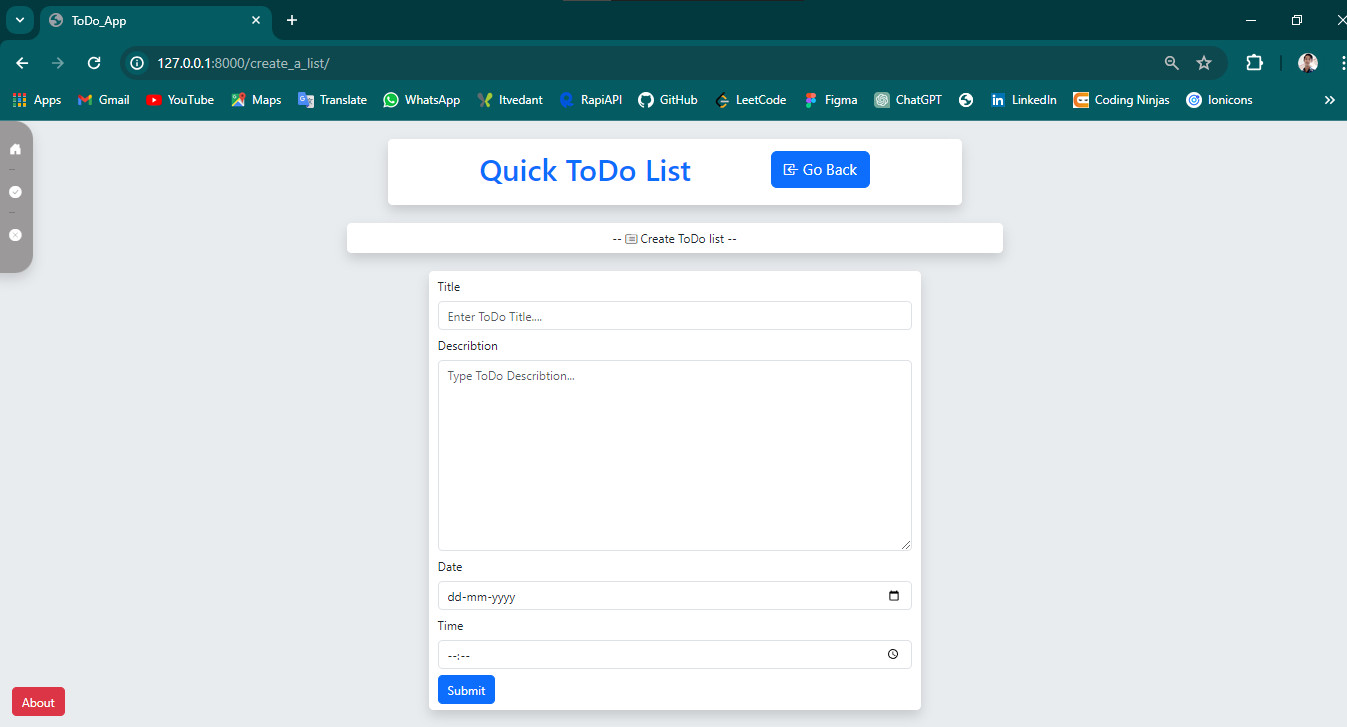 ToDo_App
127.0.0.1:8000/create_a_list/
Apps Gmail YouTube Maps Translate WhatsApp Itvedant RapiAPI GitHub LeetCode Figma ChatGPT LinkedIn Coding Ninjas Ionicons
Quick ToDo List Go Back
-- Create ToDo list --
Title
Enter ToDo Title....
Describtion
Type ToDo Describtion...
Date
dd-mm-yyyy
Time
--:--
Submit
About